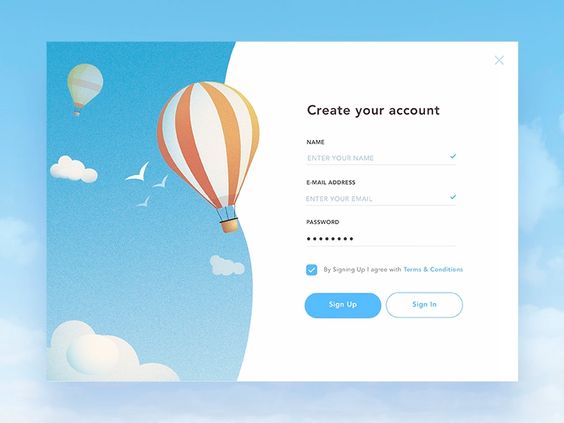 Create your account
NAME
ENTER YOUR NAME
E-MAIL ADDRESS
ENTER YOUR EMAIL
PASSWORD
By Signing Up I agree with Terms & Conditions
Sign Up
Sign In